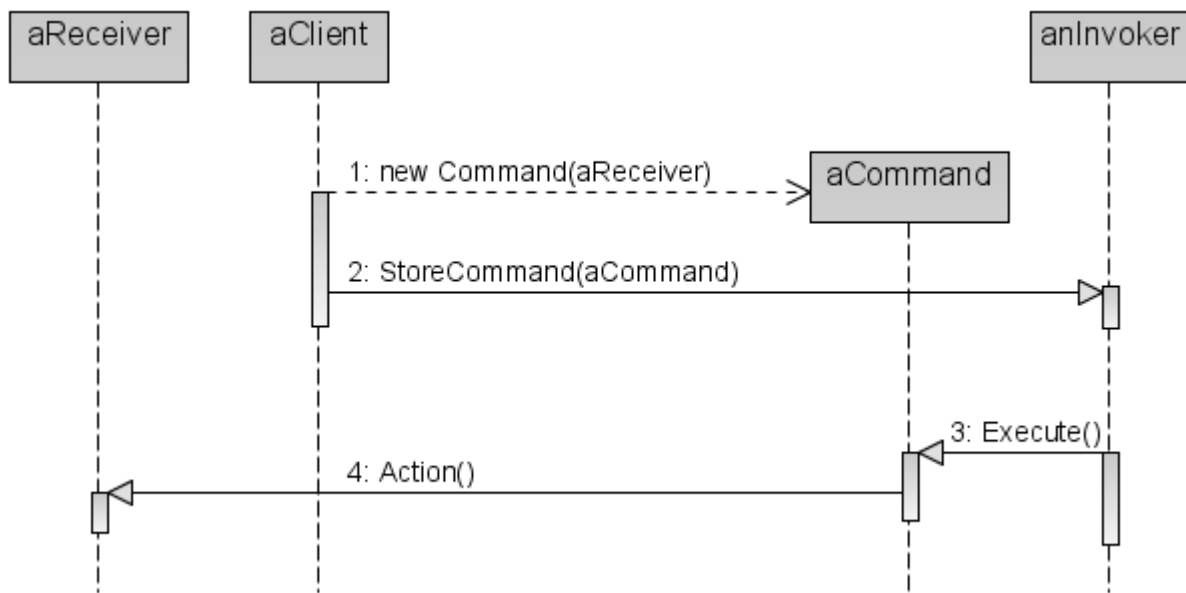 aReceiver
aClient
anInvoker
1: new Command(aReceiver)
aCommand
2: StoreCommand(aCommand)
3: Execute()
4: Action()